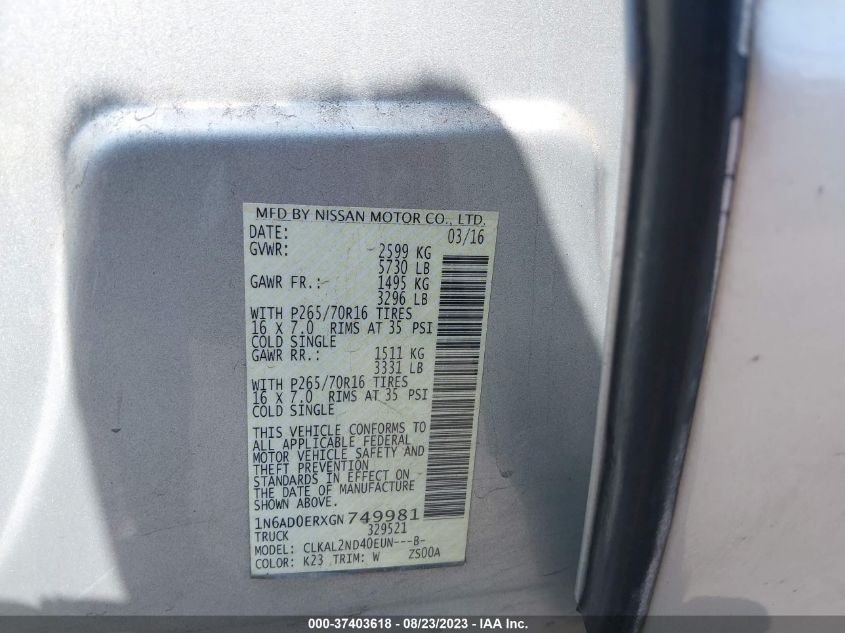 MFD BY NISSAN MOTOR CO., LTD.
DATE: 03/16
GVWR: 2599 KG
5730 LB
GAWR FR.: 1495 KG
3296 LB
WITH P265/70R16 TIRES
16 X 7.0 RIMS AT 35 PSI
COLD SINGLE
GAWR RR.: 1511 KG
3331 LB
WITH P265/70R16 TIRES
16 X 7.0 RIMS AT 35 PSI
COLD SINGLE
THIS VEHICLE CONFORMS TO
ALL APPLICABLE FEDERAL
MOTOR VEHICLE SAFETY AND
THEFT PREVENTION
STANDARDS IN EFFECT ON
THE DATE OF MANUFACTURE
SHOWN ABOVE.
1N6AD0ERXGN749981
TRUCK 329521
MODEL: CLKAL2ND40EUN---B-
COLOR: K23 TRIM: W ZS00A
000-37403618 - 08/23/2023 - IAA Inc.